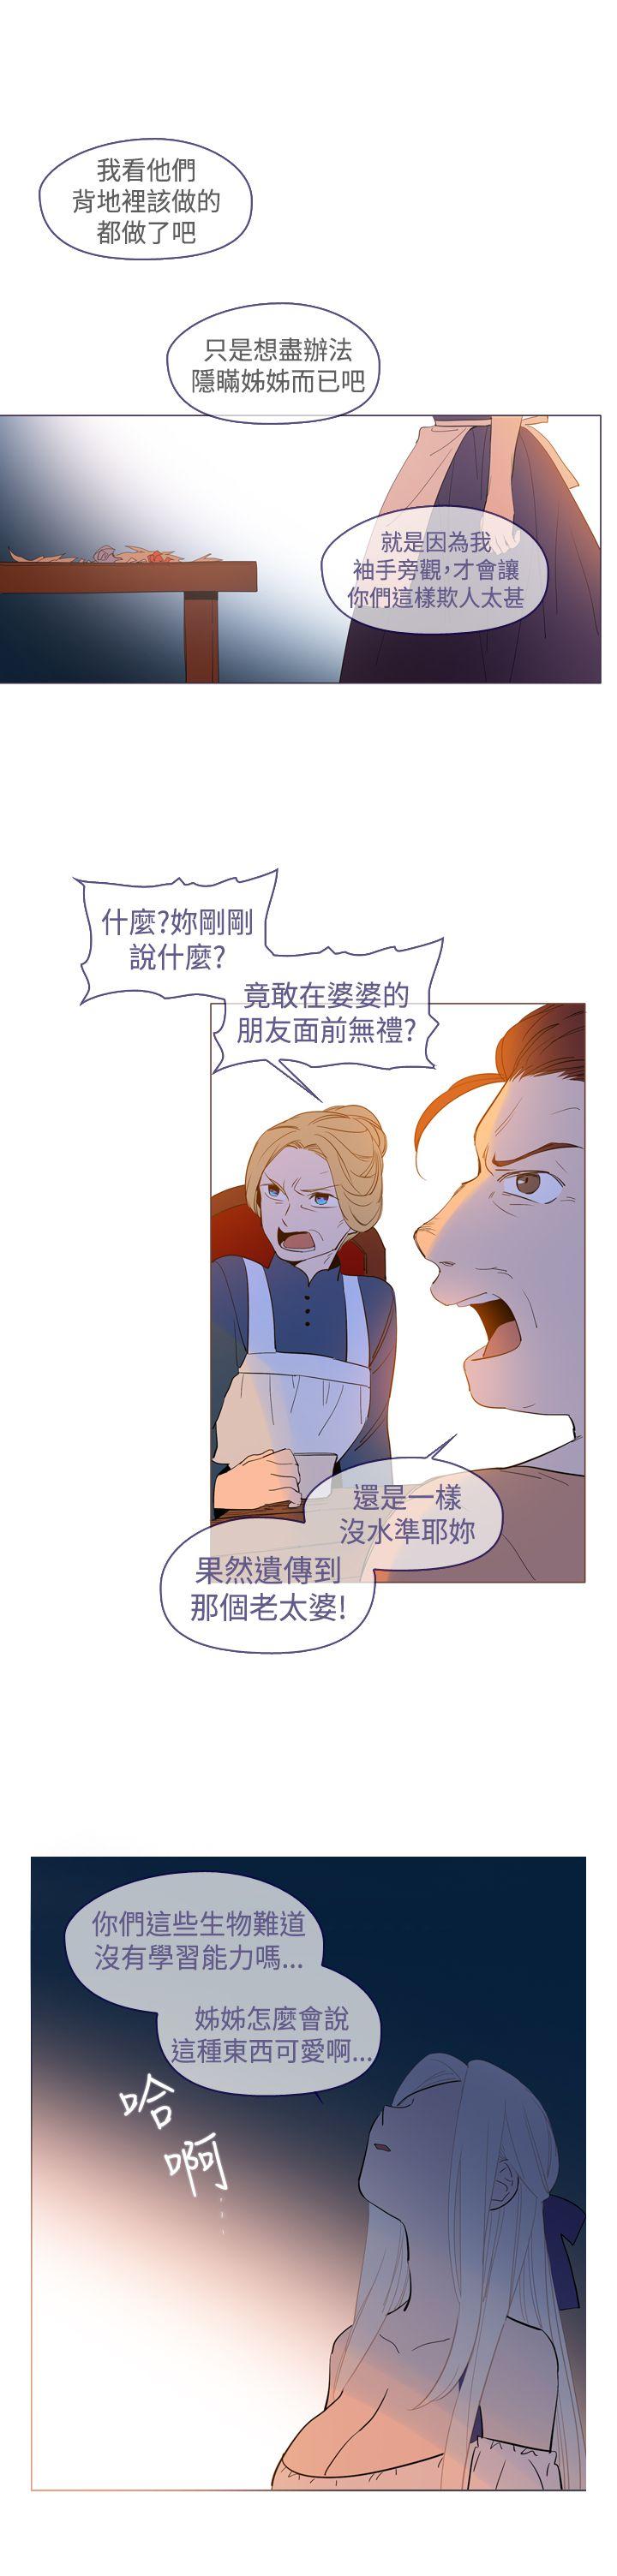 我看他們
背地裡該做的
都做了吧
只是想盡辦法
隱瞞姊姊而已吧
就是因為我
袖手旁觀，才會讓
你們這樣欺人太甚
什麼?妳剛剛
說什麼?
竟敢在婆婆的
朋友面前無禮?
還是一樣
沒水準耶妳
果然遺傳到
那個老太婆!
你們這些生物難道
沒有學習能力嗎...
姊姊怎麼會說
這種東西可愛啊...
哈
啊